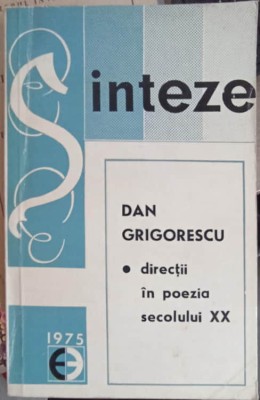 Sinteze
DAN
GRIGORESCU
• direcții
în poezia
secolului XX
1975